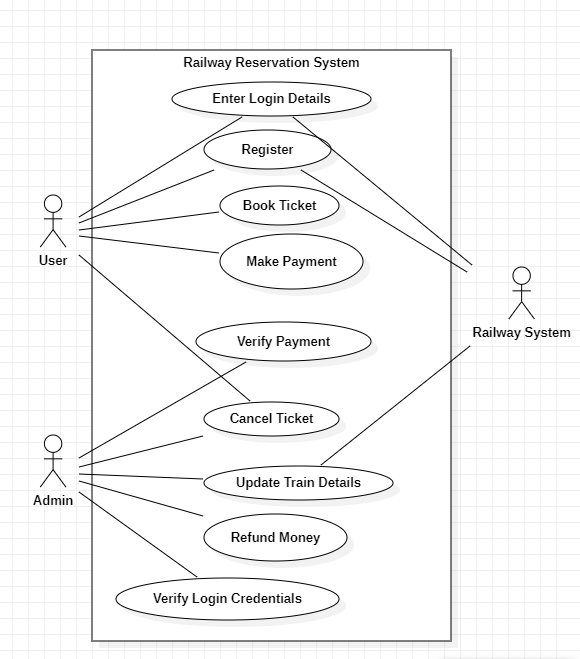 Railway Reservation System
Enter Login Details
Register
Book Ticket
User
Make Payment
Railway System
Verify Payment
Cancel Ticket
Update Train Details
Admin
Refund Money
Verify Login Credentials